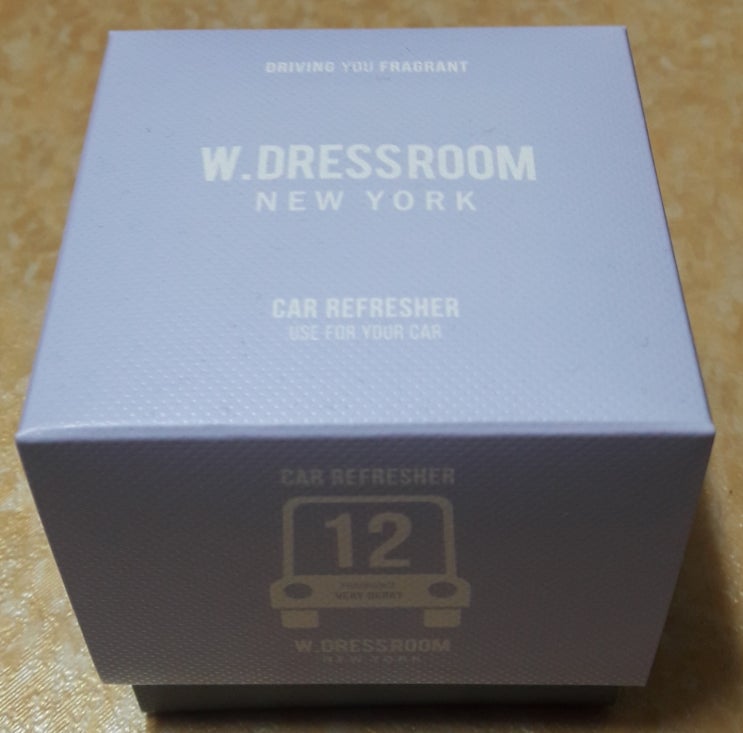 DRIVING YOU FRAGRANT
W.DRESSROOM
NEW YORK
CAR REFRESHER
USE FOR YOUR CAR
CAR REFRESHER
12
VERY BERRY
W.DRESSROOM
NEW YORK